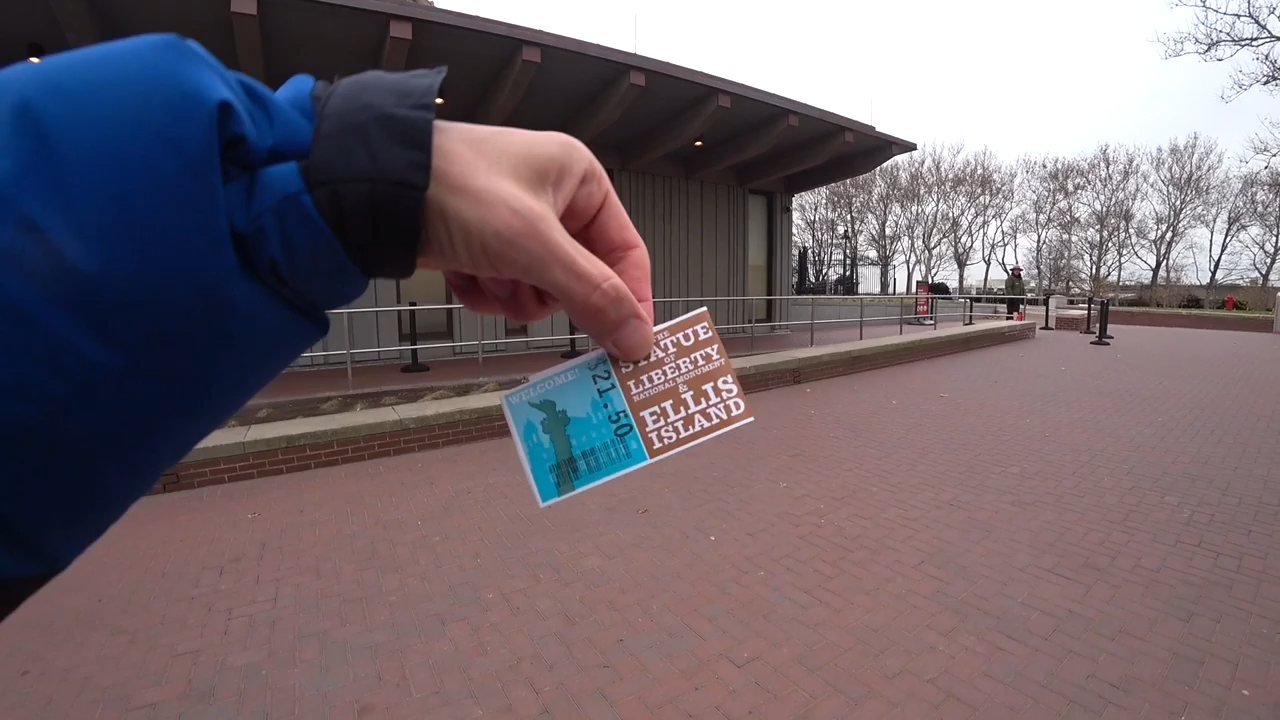 WELCOME!
$21.50
THE
STATUE
OF
LIBERTY
NATIONAL MONUMENT
&
ELLIS
ISLAND